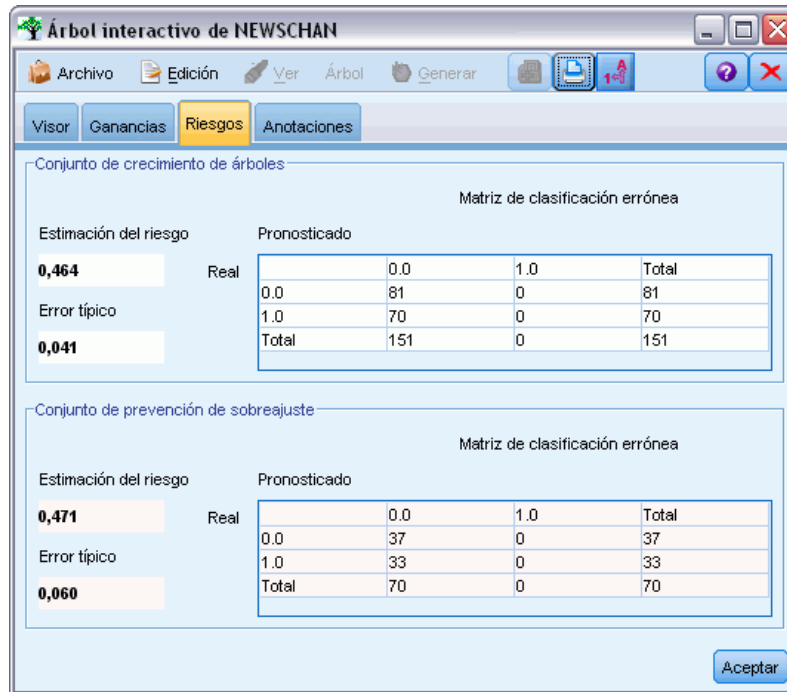 Árbol interactivo de NEWSCHAN
Archivo Edición Ver Árbol Generar
Visor Ganancias Riesgos Anotaciones
Conjunto de crecimiento de árboles
Matriz de clasificación errónea
Estimación del riesgo Pronosticado
0,464 Real
0.0 1.0 Total
0.0 81 0 81
Error típico
1.0 70 0 70
0,041
Total 151 0 151
Conjunto de prevención de sobreajuste
Matriz de clasificación errónea
Estimación del riesgo Pronosticado
0,471 Real
0.0 1.0 Total
0.0 37 0 37
Error típico
1.0 33 0 33
0,060
Total 70 0 70
Aceptar